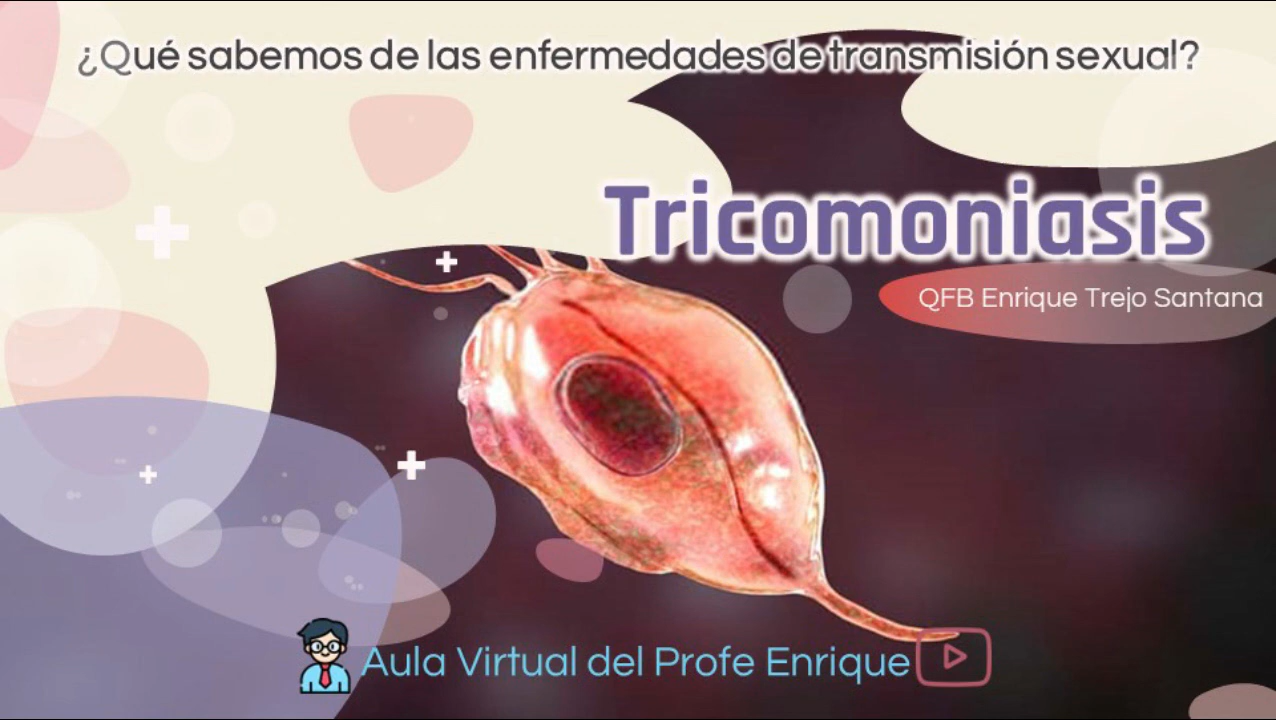 ¿Qué sabemos de las enfermedades de transmisión sexual?
Tricomoniasis
QFB Enrique Trejo Santana
Aula Virtual del Profe Enrique